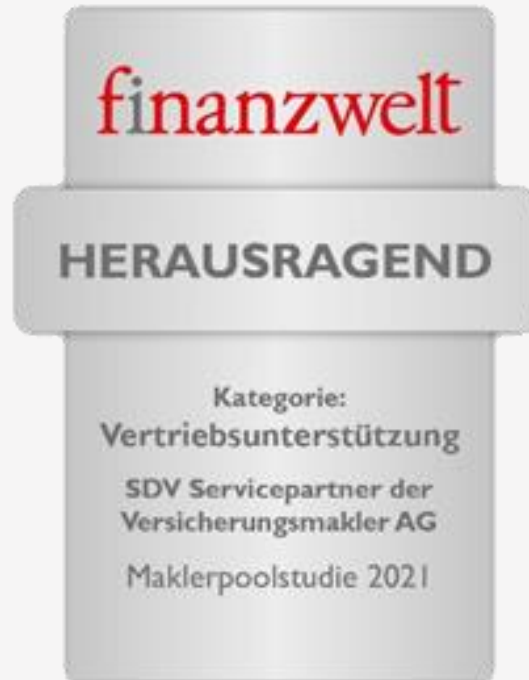 finanzwelt
HERAUSRAGEND
Kategorie:
Vertriebsunterstützung
SDV Servicepartner der
Versicherungsmakler AG
Maklerpoolstudie 2021